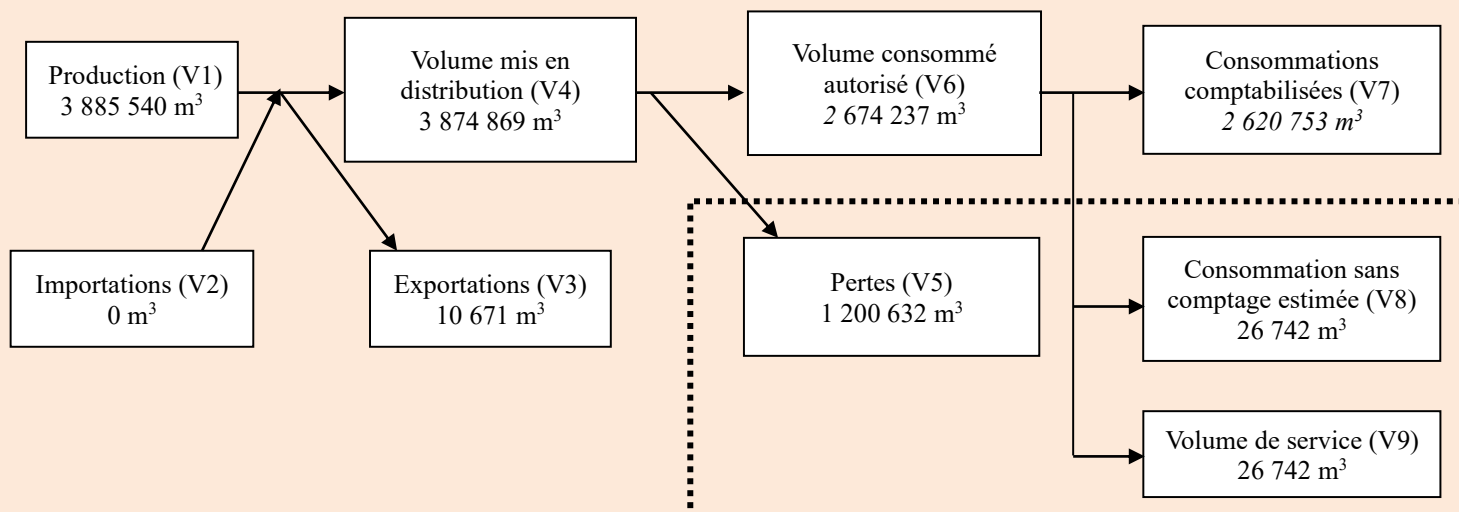 Production (V1)
3 885 540 m³
Volume mis en
distribution (V4)
3 874 869 m³
Volume consommé
autorisé (V6)
2 674 237 m³
Consommations
comptabilisées (V7)
2 620 753 m³
Importations (V2)
0 m³
Exportations (V3)
10 671 m³
Pertes (V5)
1 200 632 m³
Consommation sans
comptage estimée (V8)
26 742 m³
Volume de service (V9)
26 742 m³